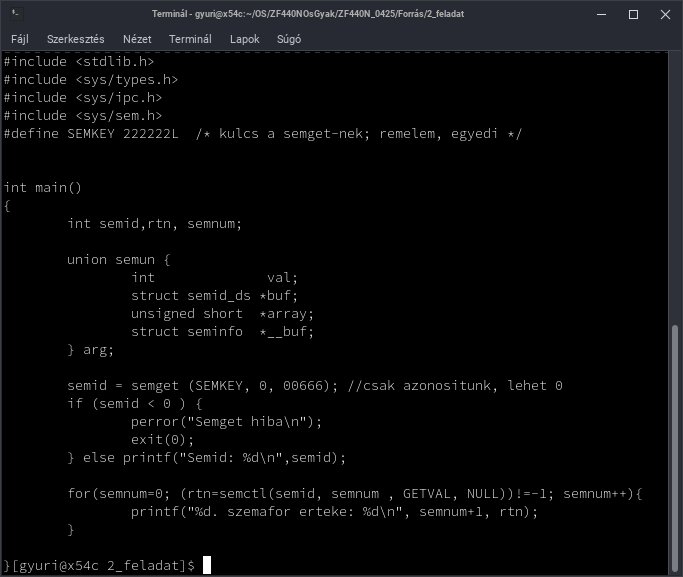 Terminál - gyuri@x54c:~/OS/ZF440NOsGyak/ZF440N_0425/Forrás/2_feladat
Fájl Szerkesztés Nézet Terminál Lapok Súgó
#include <stdlib.h>
#include <sys/types.h>
#include <sys/ipc.h>
#include <sys/sem.h>
#define SEMKEY 222222L  /* kulcs a semget-nek; remelem, egyedi */
int main()
{
        int semid,rtn, semnum;
        union semun {
                int              val;
                struct semid_ds *buf;
                unsigned short  *array;
                struct seminfo  *__buf;
        } arg;
        semid = semget (SEMKEY, 0, 00666); //csak azonositunk, lehet 0
        if (semid < 0 ) {
                perror("Semget hiba\n");
                exit(0);
        } else printf("Semid: %d\n",semid);
        for(semnum=0; (rtn=semctl(semid, semnum , GETVAL, NULL))!=-1; semnum++){
                printf("%d. szemafor erteke: %d\n", semnum+1, rtn);
        }
}[gyuri@x54c 2_feladat]$